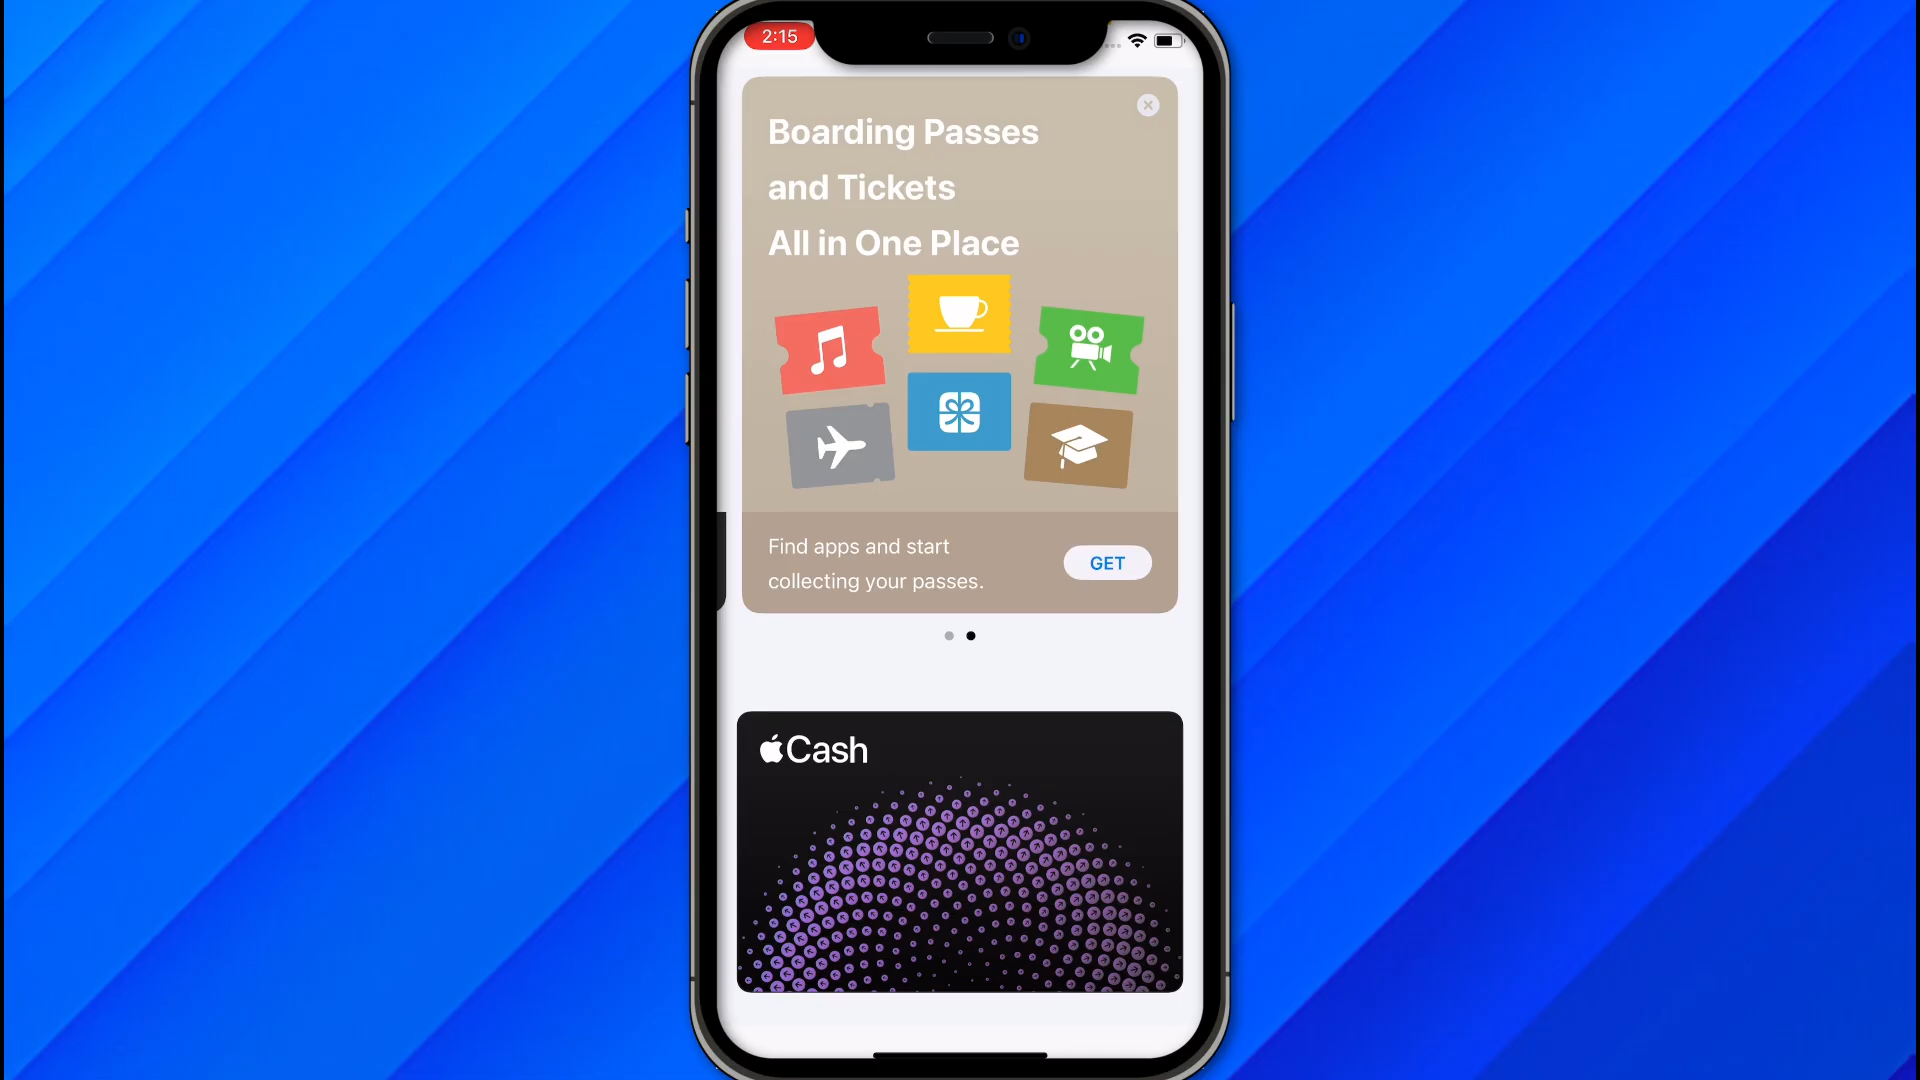 2:15
Boarding Passes
and Tickets
All in One Place
Find apps and start
collecting your passes.
GET
Cash